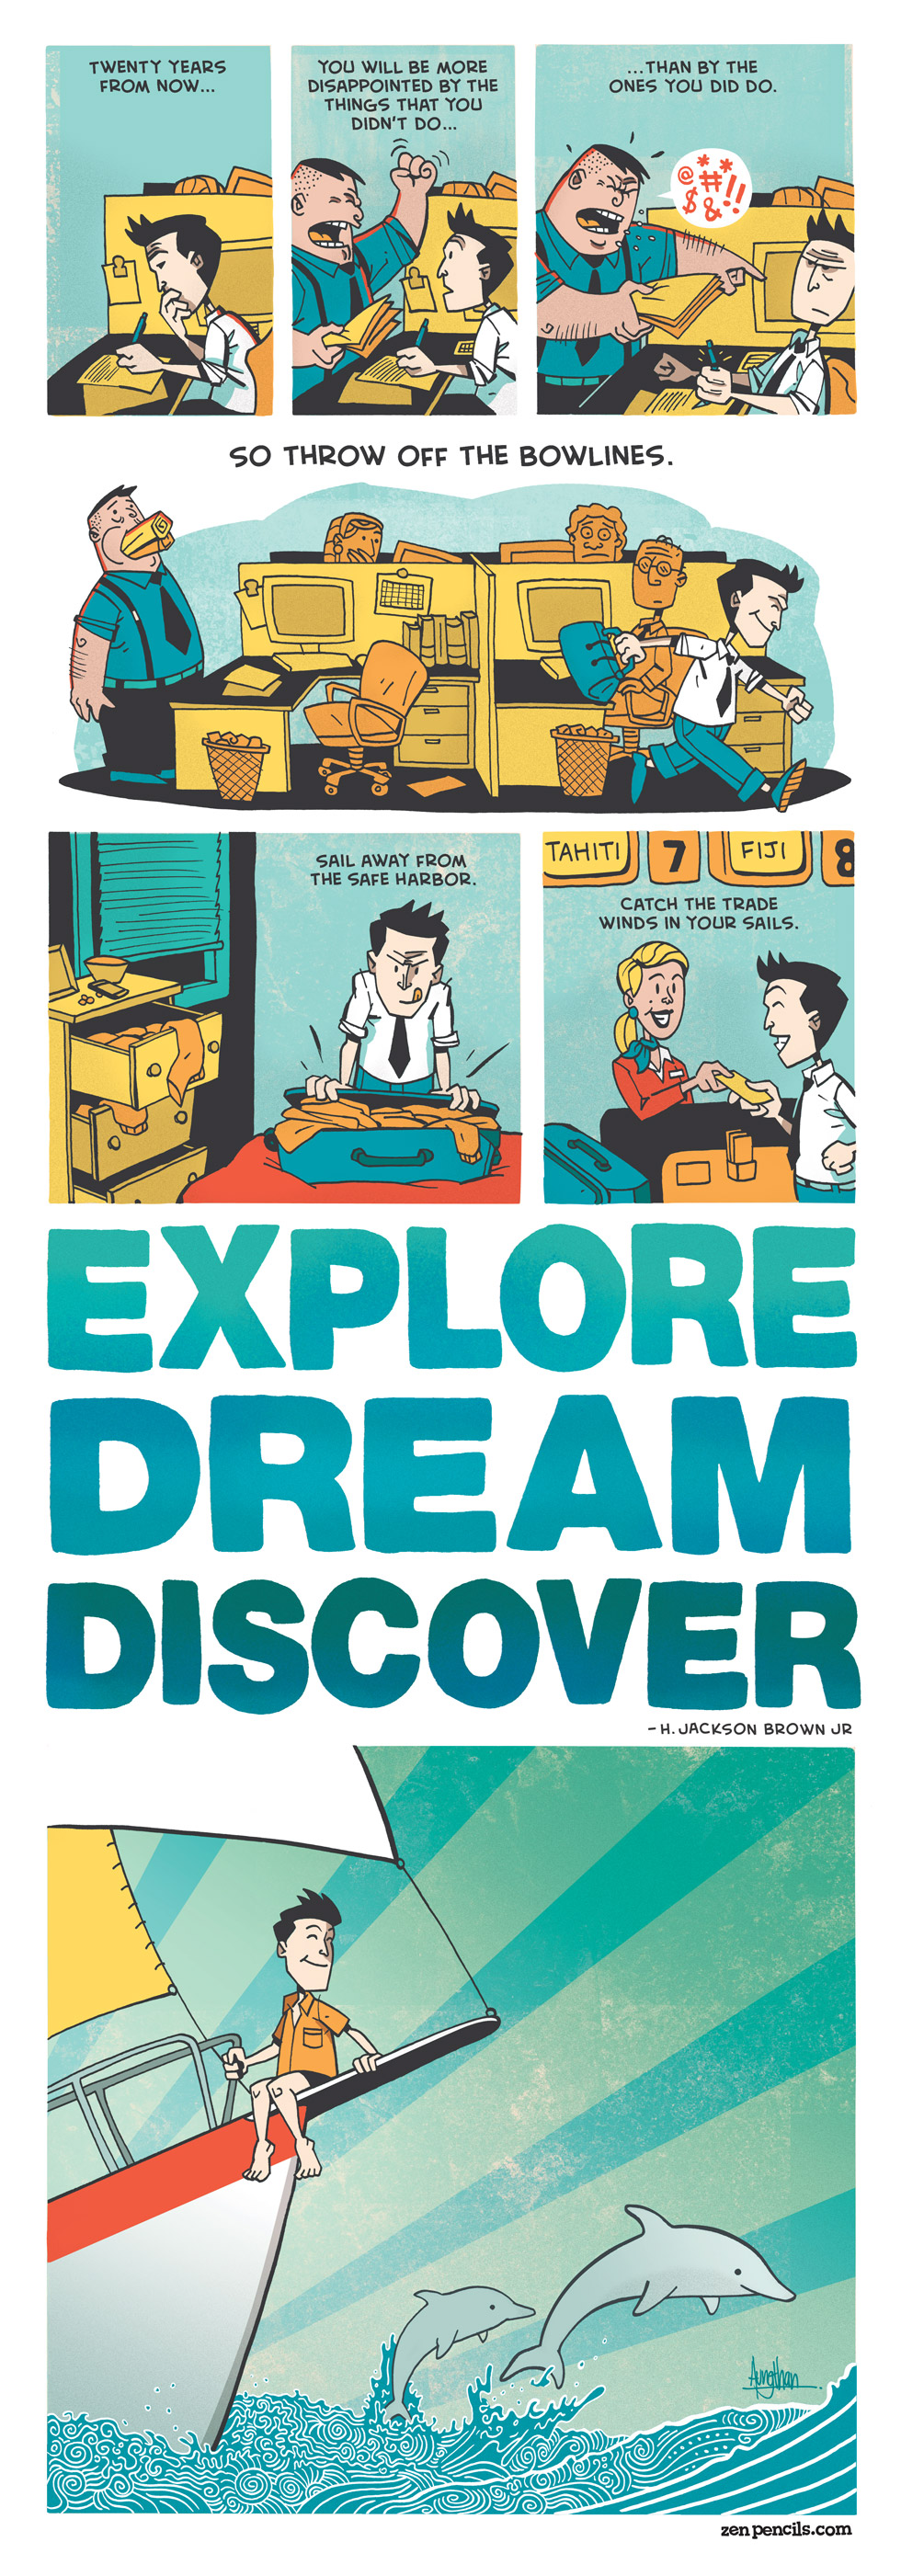 TWENTY YEARS
FROM NOW...
YOU WILL BE MORE
DISAPPOINTED BY THE
THINGS THAT YOU
DIDN'T DO...
...THAN BY THE
ONES YOU DID DO.
@*#*!!
$&
SO THROW OFF THE BOWLINES.
SAIL AWAY FROM
THE SAFE HARBOR.
TAHITI 7 FIJI 8
CATCH THE TRADE
WINDS IN YOUR SAILS.
EXPLORE
DREAM
DISCOVER
- H. JACKSON BROWN JR
Aungthan
zenpencils.com